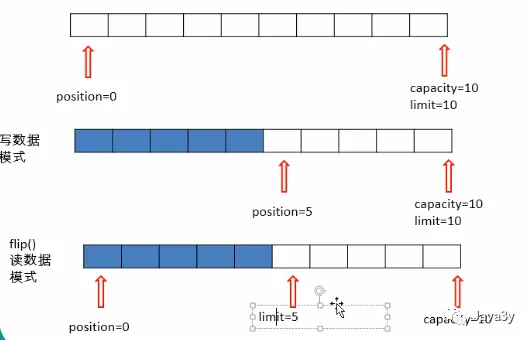 position=0
capacity=10
limit=10
写数据
模式
position=5
capacity=10
limit=10
flip()
读数据
模式
position=0
limit=5
capacity=10
Java3y